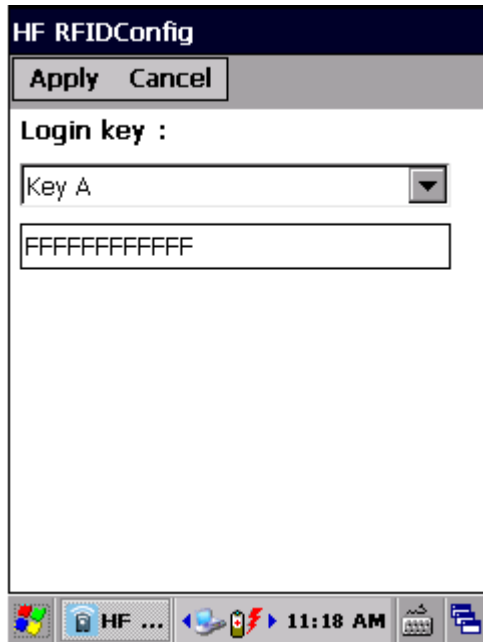 HF RFIDConfig
Apply Cancel
Login key :
Key A
FFFFFFFFFFFF
HF ... 11:18 AM